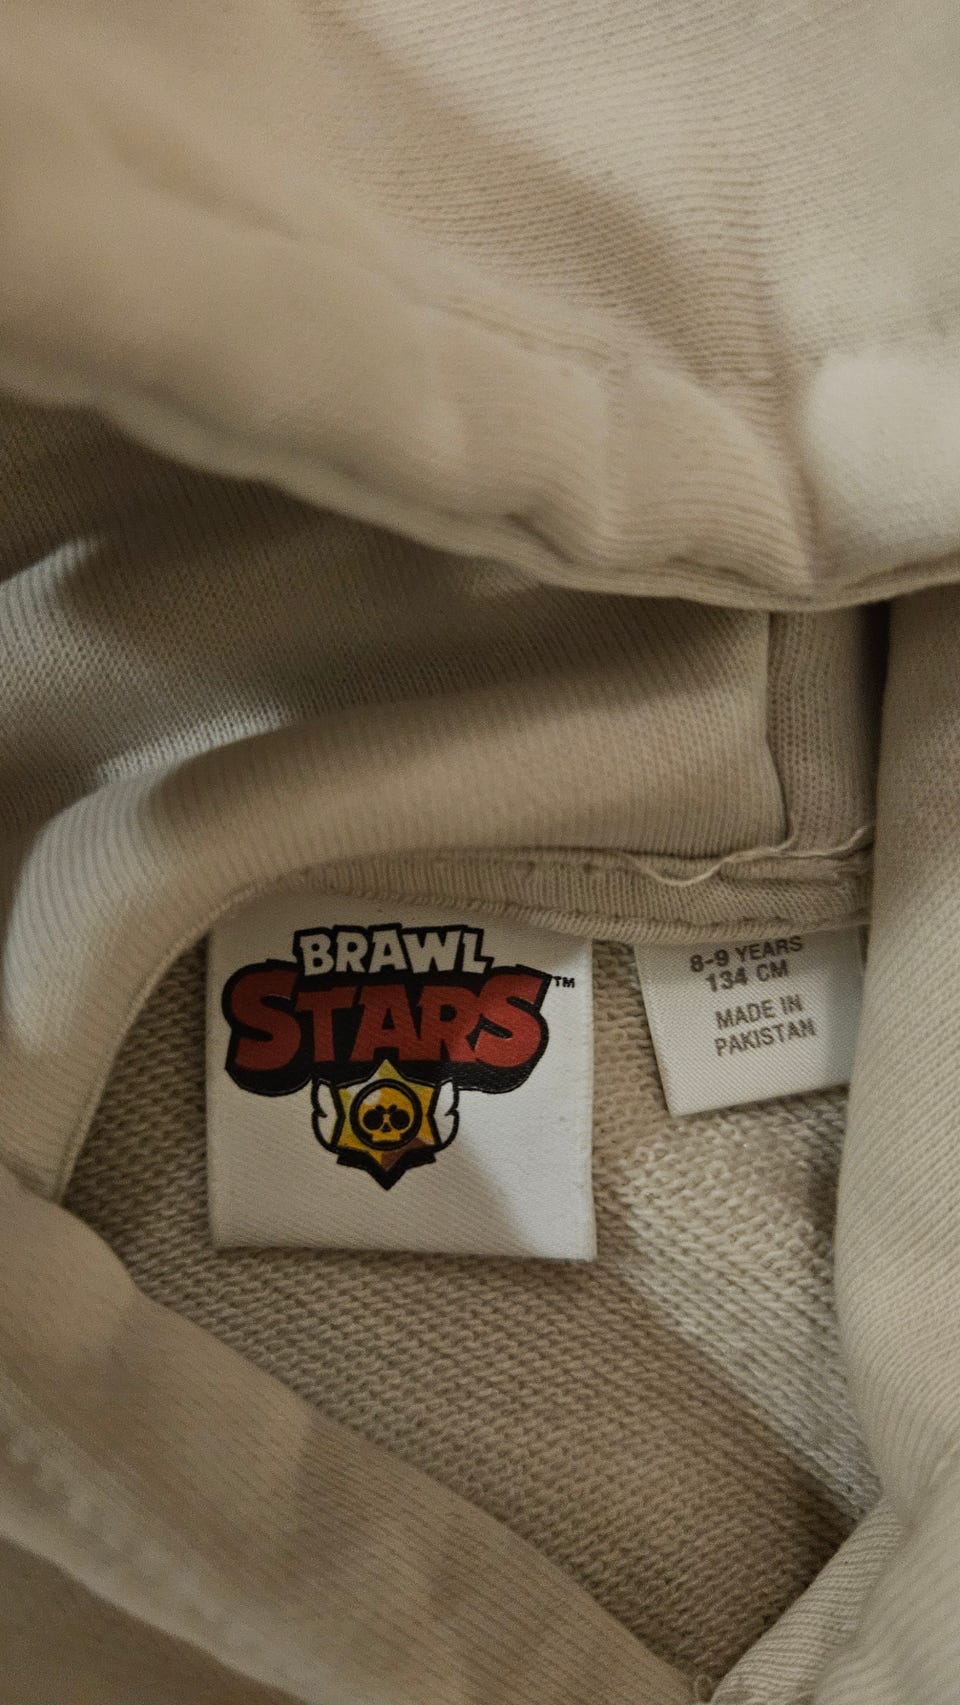 BRAWL
STARS™
8-9 YEARS
134 CM
MADE IN
PAKISTAN